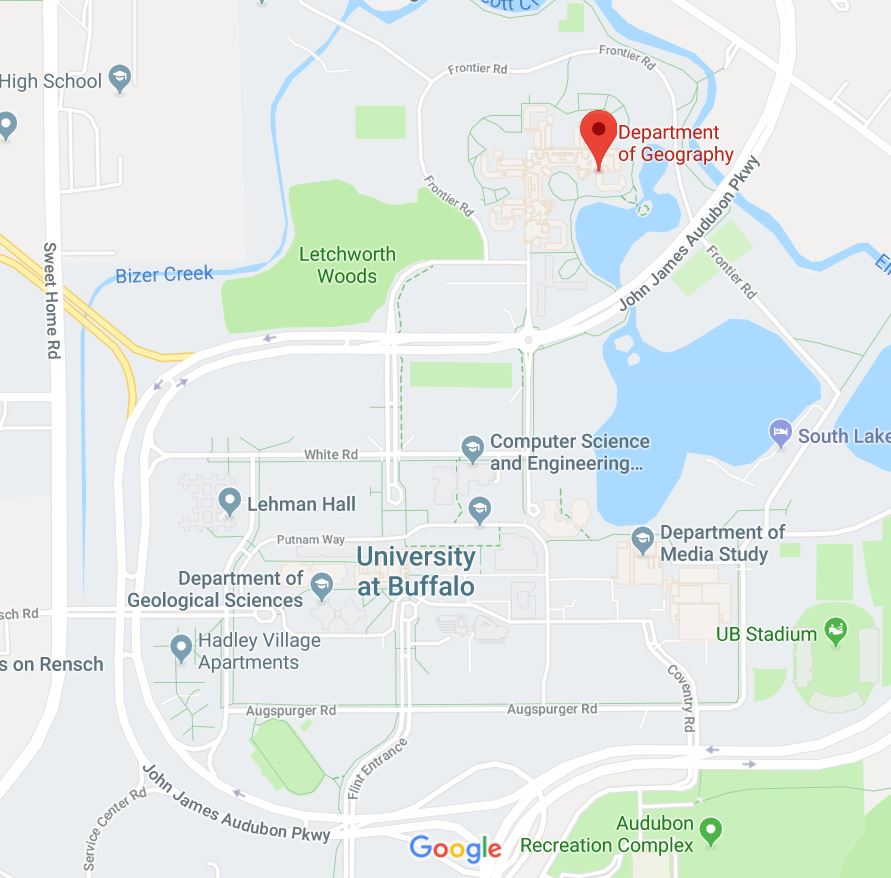 Frontier Rd
Frontier Rd
High School
Department
of Geography
Frontier Rd
John James Audubon Pkwy
Letchworth
Woods
Bizer Creek
Frontier Rd
Sweet Home Rd
South Lake
Computer Science
and Engineering...
White Rd
Lehman Hall
Putnam Way
Department of
Media Study
University
at Buffalo
Department of
Geological Sciences
Rd
UB Stadium
Hadley Village
Apartments
s on Rensch
Coventry Rd
Augspurger Rd
Augspurger Rd
Flint Entrance
John James Audubon Pkwy
Service Center Rd
Audubon
Recreation Complex
Google